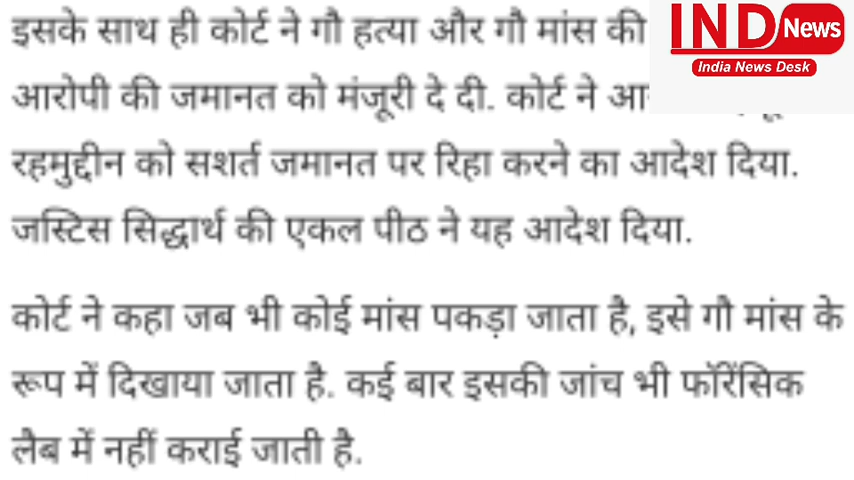 इसके साथ ही कोर्ट ने गौ हत्या और गौ मांस की
IND News
India News Desk
आरोपी की जमानत को मंजूरी दे दी. कोर्ट ने
रहमुद्दीन को सशर्त जमानत पर रिहा करने का आदेश दिया.
जस्टिस सिद्धार्थ की एकल पीठ ने यह आदेश दिया.
कोर्ट ने कहा जब भी कोई मांस पकड़ा जाता है, इसे गौ मांस के
रूप में दिखाया जाता है. कई बार इसकी जांच भी फॉरेंसिक
लैब में नहीं कराई जाती है.